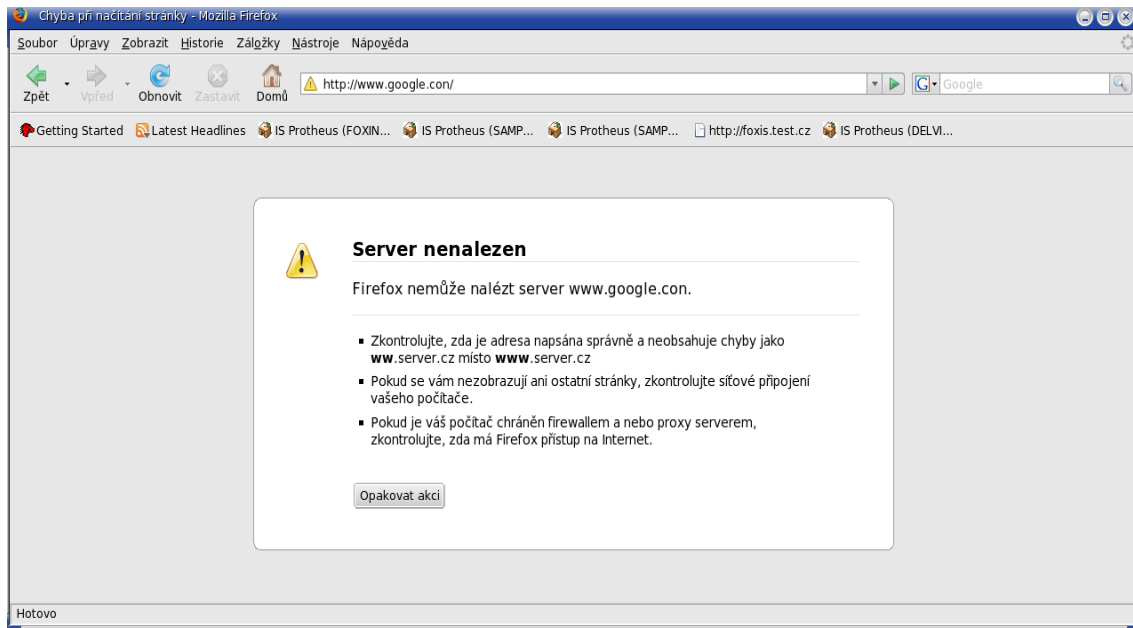 Chyba při načítání stránky - Mozilla Firefox
Soubor Úpravy Zobrazit Historie Záložky Nástroje Nápověda
Zpět Vpřed Obnovit Zastavit Domů http://www.google.con/ G Google
Getting Started Latest Headlines IS Protheus (FOXIN... IS Protheus (SAMP... IS Protheus (SAMP... http://foxis.test.cz IS Protheus (DELVI...
Server nenalezen
Firefox nemůže nalézt server www.google.con.
Zkontrolujte, zda je adresa napsána správně a neobsahuje chyby jako
ww.server.cz místo www.server.cz
Pokud se vám nezobrazují ani ostatní stránky, zkontrolujte síťové připojení
vašeho počítače.
Pokud je váš počítač chráněn firewallem a nebo proxy serverem,
zkontrolujte, zda má Firefox přístup na Internet.
Opakovat akci
Hotovo